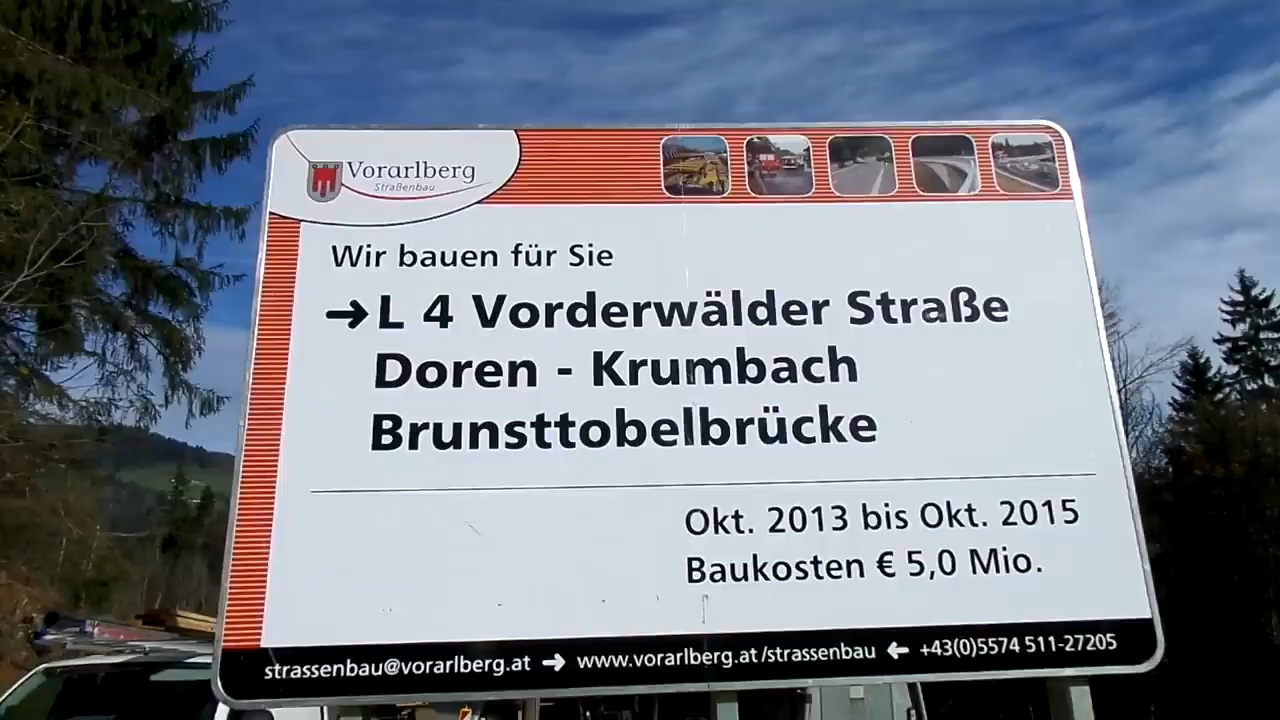 Vorarlberg
Straßenbau
Wir bauen für Sie
→L 4 Vorderwälder Straße
Doren - Krumbach
Brunsttobelbrücke
Okt. 2013 bis Okt. 2015
Baukosten € 5,0 Mio.
strassenbau@vorarlberg.at → www.vorarlberg.at/strassenbau ← +43(0)5574 511-27205